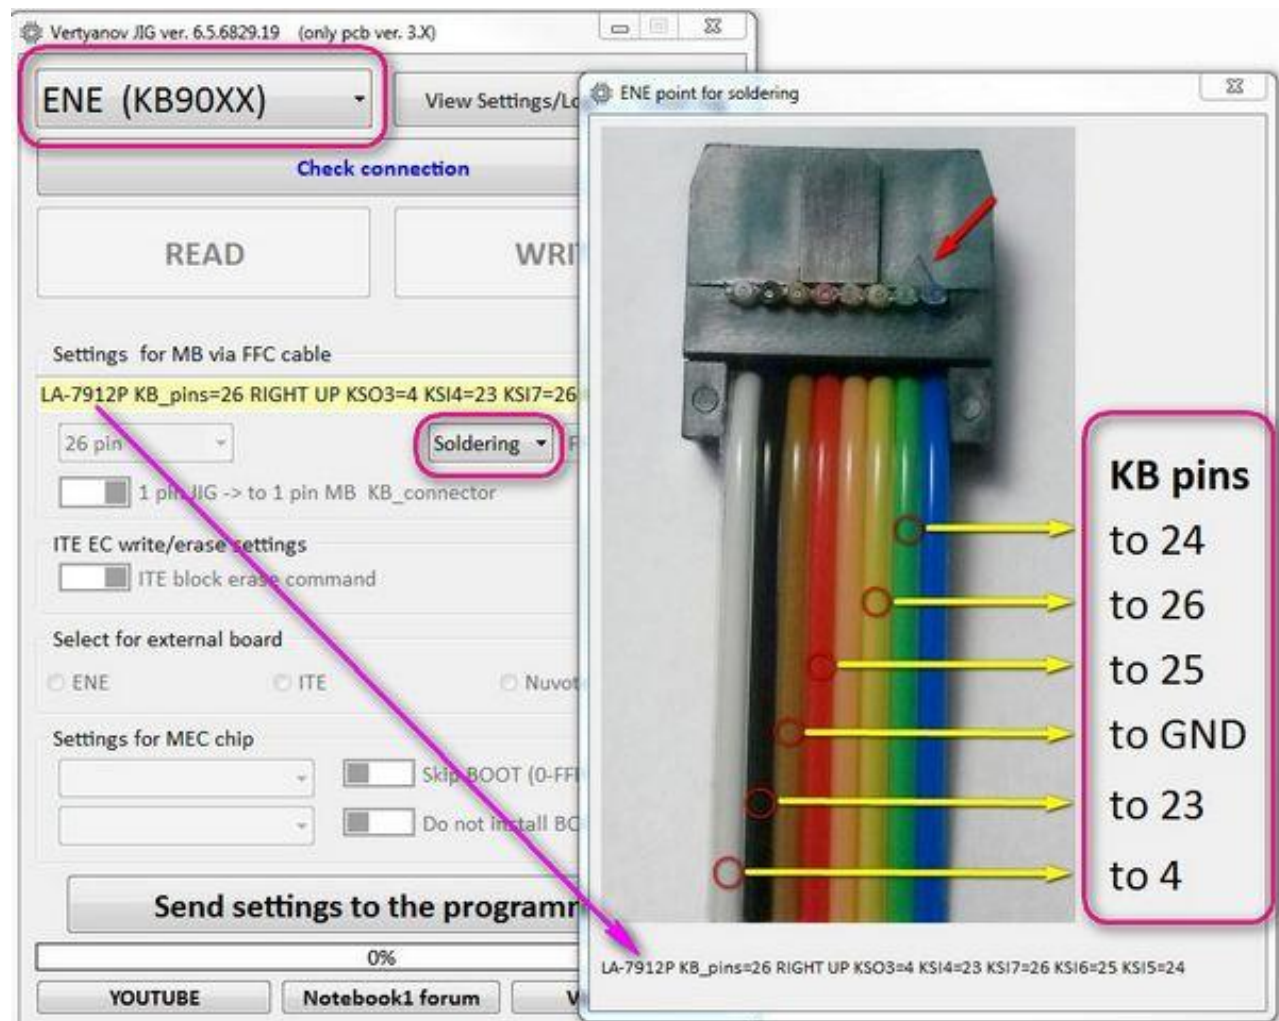 Vertyanov JIG ver. 6.5.6829.19 (only pcb ver. 3.X)
ENE (KB90XX)
View Settings/Lo
Check connection
READ
WRI
Settings for MB via FFC cable
LA-7912P KB_pins=26 RIGHT UP KSO3=4 KSI4=23 KSI7=26
26 pin
Soldering
1 pin JIG -> to 1 pin MB KB_connector
ITE EC write/erase settings
ITE block erase command
Select for external board
ENE
ITE
Nuvot
Settings for MEC chip
Skip BOOT (0-FF
Do not install BO
Send settings to the program
0%
YOUTUBE
Notebook1 forum
V
ENE point for soldering
KB pins
to 24
to 26
to 25
to GND
to 23
to 4
LA-7912P KB_pins=26 RIGHT UP KSO3=4 KSI4=23 KSI7=26 KSI6=25 KSI5=24